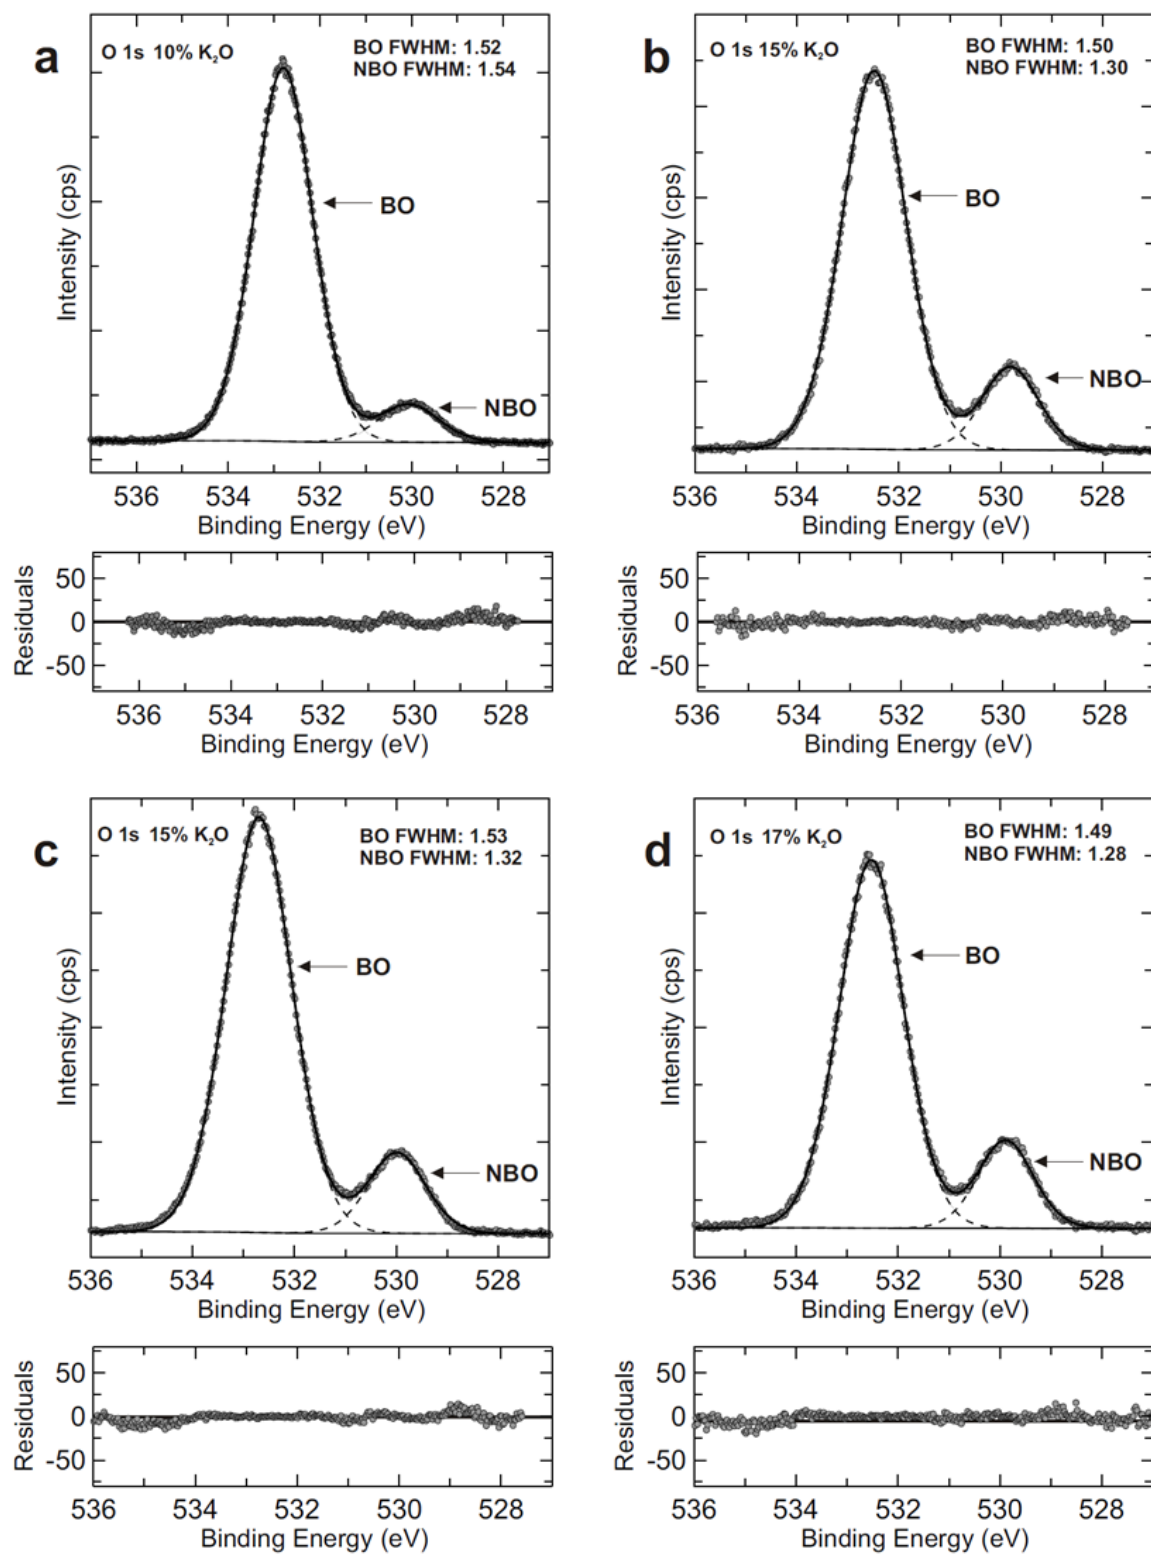 a
O 1s 10% K₂O
BO FWHM: 1.52
NBO FWHM: 1.54
BO
NBO
Intensity (cps)
536 534 532 530 528
Binding Energy (eV)
Residuals
50
0
-50
536 534 532 530 528
Binding Energy (eV)
b
O 1s 15% K₂O
BO FWHM: 1.50
NBO FWHM: 1.30
BO
NBO
Intensity (cps)
536 534 532 530 528
Binding Energy (eV)
Residuals
50
0
-50
536 534 532 530 528
Binding Energy (eV)
c
O 1s 15% K₂O
BO FWHM: 1.53
NBO FWHM: 1.32
BO
NBO
Intensity (cps)
536 534 532 530 528
Binding Energy (eV)
Residuals
50
0
-50
536 534 532 530 528
Binding Energy (eV)
d
O 1s 17% K₂O
BO FWHM: 1.49
NBO FWHM: 1.28
BO
NBO
Intensity (cps)
536 534 532 530 528
Binding Energy (eV)
Residuals
50
0
-50
536 534 532 530 528
Binding Energy (eV)